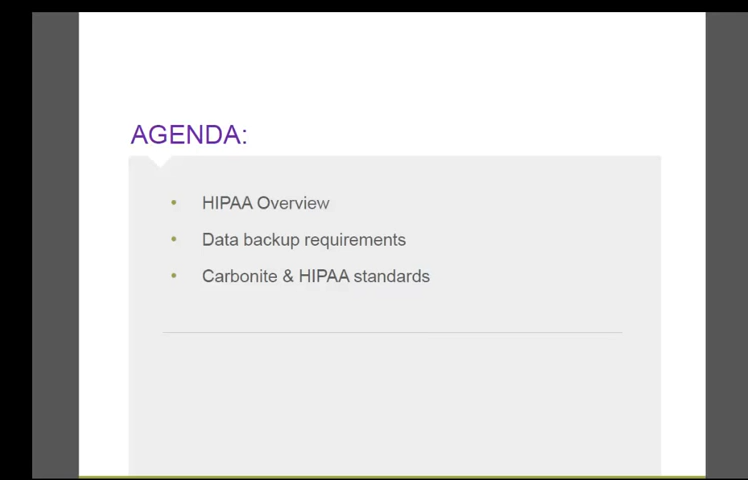 AGENDA:
• HIPAA Overview
• Data backup requirements
• Carbonite & HIPAA standards